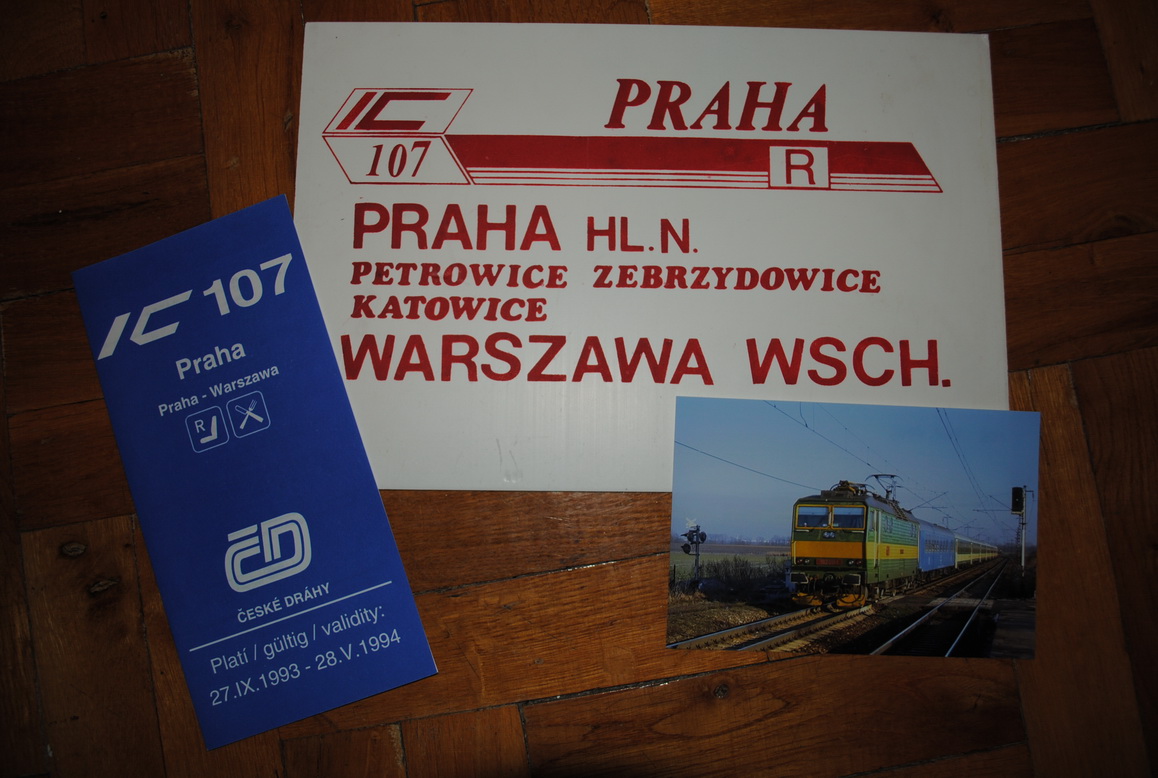 IC
107
PRAHA
R
PRAHA HL.N.
PETROWICE ZEBRZYDOWICE
KATOWICE
WARSZAWA WSCH.
IC 107
Praha
Praha - Warszawa
R
ČD
ČESKÉ DRÁHY
Platí / gültig / validity:
27.IX.1993 - 28.V.1994